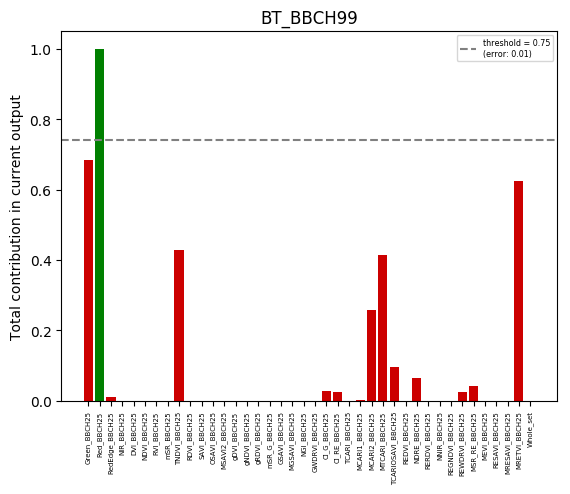 BT_BBCH99
threshold = 0.75
(error: 0.01)
Total contribution in current output
1.0
0.8
0.6
0.4
0.2
0.0
Green_BBCH25
Red_BBCH25
RedEdge_BBCH25
NIR_BBCH25
DVI_BBCH25
NDVI_BBCH25
RVI_BBCH25
mSR_BBCH25
TNDVI_BBCH25
RDVI_BBCH25
SAVI_BBCH25
OSAVI_BBCH25
MSAVI2_BBCH25
gDVI_BBCH25
gNDVI_BBCH25
gRDVI_BBCH25
mSR_G_BBCH25
GSAVI_BBCH25
MGSAVI_BBCH25
NGI_BBCH25
GWDRVI_BBCH25
CI_G_BBCH25
CI_RE_BBCH25
TCARI_BBCH25
MCARI1_BBCH25
MCARI2_BBCH25
MTCARI_BBCH25
TCARIOSAVI_BBCH25
REDVI_BBCH25
NDRE_BBCH25
RERDVI_BBCH25
NNIR_BBCH25
REGNDVI_BBCH25
REWDRVI_BBCH25
MSR_RE_BBCH25
MEVI_BBCH25
RESAVI_BBCH25
MRESAVI_BBCH25
MRETVI_BBCH25
Whole_set